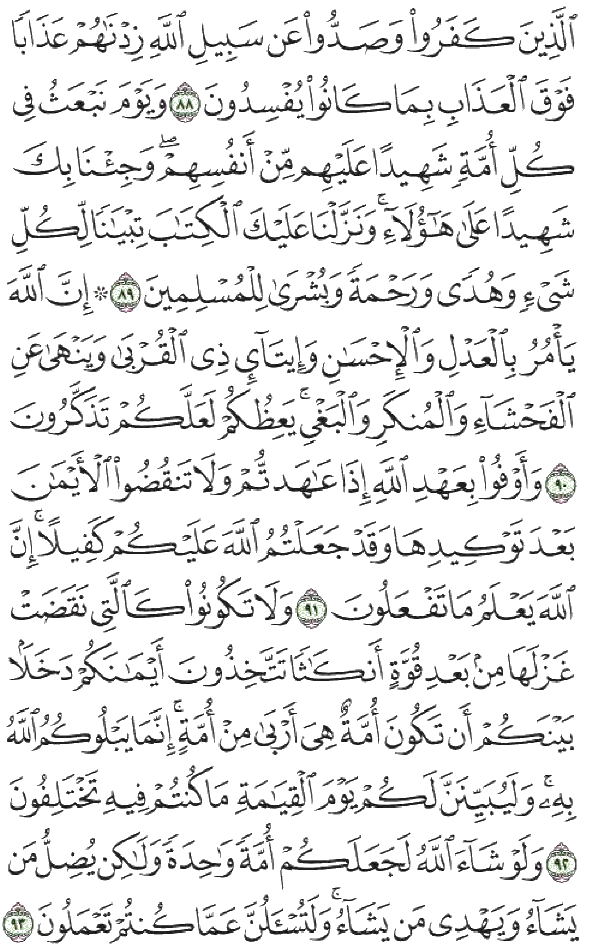 ٱلَّذِينَ كَفَرُوا۟ وَصَدُّوا۟ عَن سَبِيلِ ٱللَّهِ زِدْنَـٰهُمْ عَذَابًا
فَوْقَ ٱلْعَذَابِ بِمَا كَانُوا۟ يُفْسِدُونَ ٨٨ وَيَوْمَ نَبْعَثُ فِى
كُلِّ أُمَّةٍ شَهِيدًا عَلَيْهِم مِّنْ أَنفُسِهِمْ ۖ وَجِئْنَا بِكَ
شَهِيدًا عَلَىٰ هَـٰٓؤُلَآءِ ۚ وَنَزَّلْنَا عَلَيْكَ ٱلْكِتَـٰبَ تِبْيَـٰنًا لِّكُلِّ
شَىْءٍ وَهُدًى وَرَحْمَةً وَبُشْرَىٰ لِلْمُسْلِمِينَ ٨٩ ۞ إِنَّ ٱللَّهَ
يَأْمُرُ بِٱلْعَدْلِ وَٱلْإِحْسَـٰنِ وَإِيتَآئِ ذِى ٱلْقُرْبَىٰ وَيَنْهَىٰ عَنِ
ٱلْفَحْشَآءِ وَٱلْمُنكَرِ وَٱلْبَغْىِ ۚ يَعِظُكُمْ لَعَلَّكُمْ تَذَكَّرُونَ
٩٠ وَأَوْفُوا۟ بِعَهْدِ ٱللَّهِ إِذَا عَـٰهَدتُّمْ وَلَا تَنقُضُوا۟ ٱلْأَيْمَـٰنَ
بَعْدَ تَوْكِيدِهَا وَقَدْ جَعَلْتُمُ ٱللَّهَ عَلَيْكُمْ كَفِيلًا ۚ إِنَّ
ٱللَّهَ يَعْلَمُ مَا تَفْعَلُونَ ٩١ وَلَا تَكُونُوا۟ كَٱلَّتِى نَقَضَتْ
غَزْلَهَا مِنۢ بَعْدِ قُوَّةٍ أَنكَـٰثًا تَتَّخِذُونَ أَيْمَـٰنَكُمْ دَخَلًۢا
بَيْنَكُمْ أَن تَكُونَ أُمَّةٌ هِىَ أَرْبَىٰ مِنْ أُمَّةٍ ۚ إِنَّمَا يَبْلُوكُمُ ٱللَّهُ
بِهِۦ ۚ وَلَيُبَيِّنَنَّ لَكُمْ يَوْمَ ٱلْقِيَـٰمَةِ مَا كُنتُمْ فِيهِ تَخْتَلِفُونَ
٩٢ وَلَوْ شَآءَ ٱللَّهُ لَجَعَلَكُمْ أُمَّةً وَٰحِدَةً وَلَـٰكِن يُضِلُّ مَن
يَشَآءُ وَيَهْدِى مَن يَشَآءُ ۚ وَلَتُسْـَٔلُنَّ عَمَّا كُنتُمْ تَعْمَلُونَ ٩٣